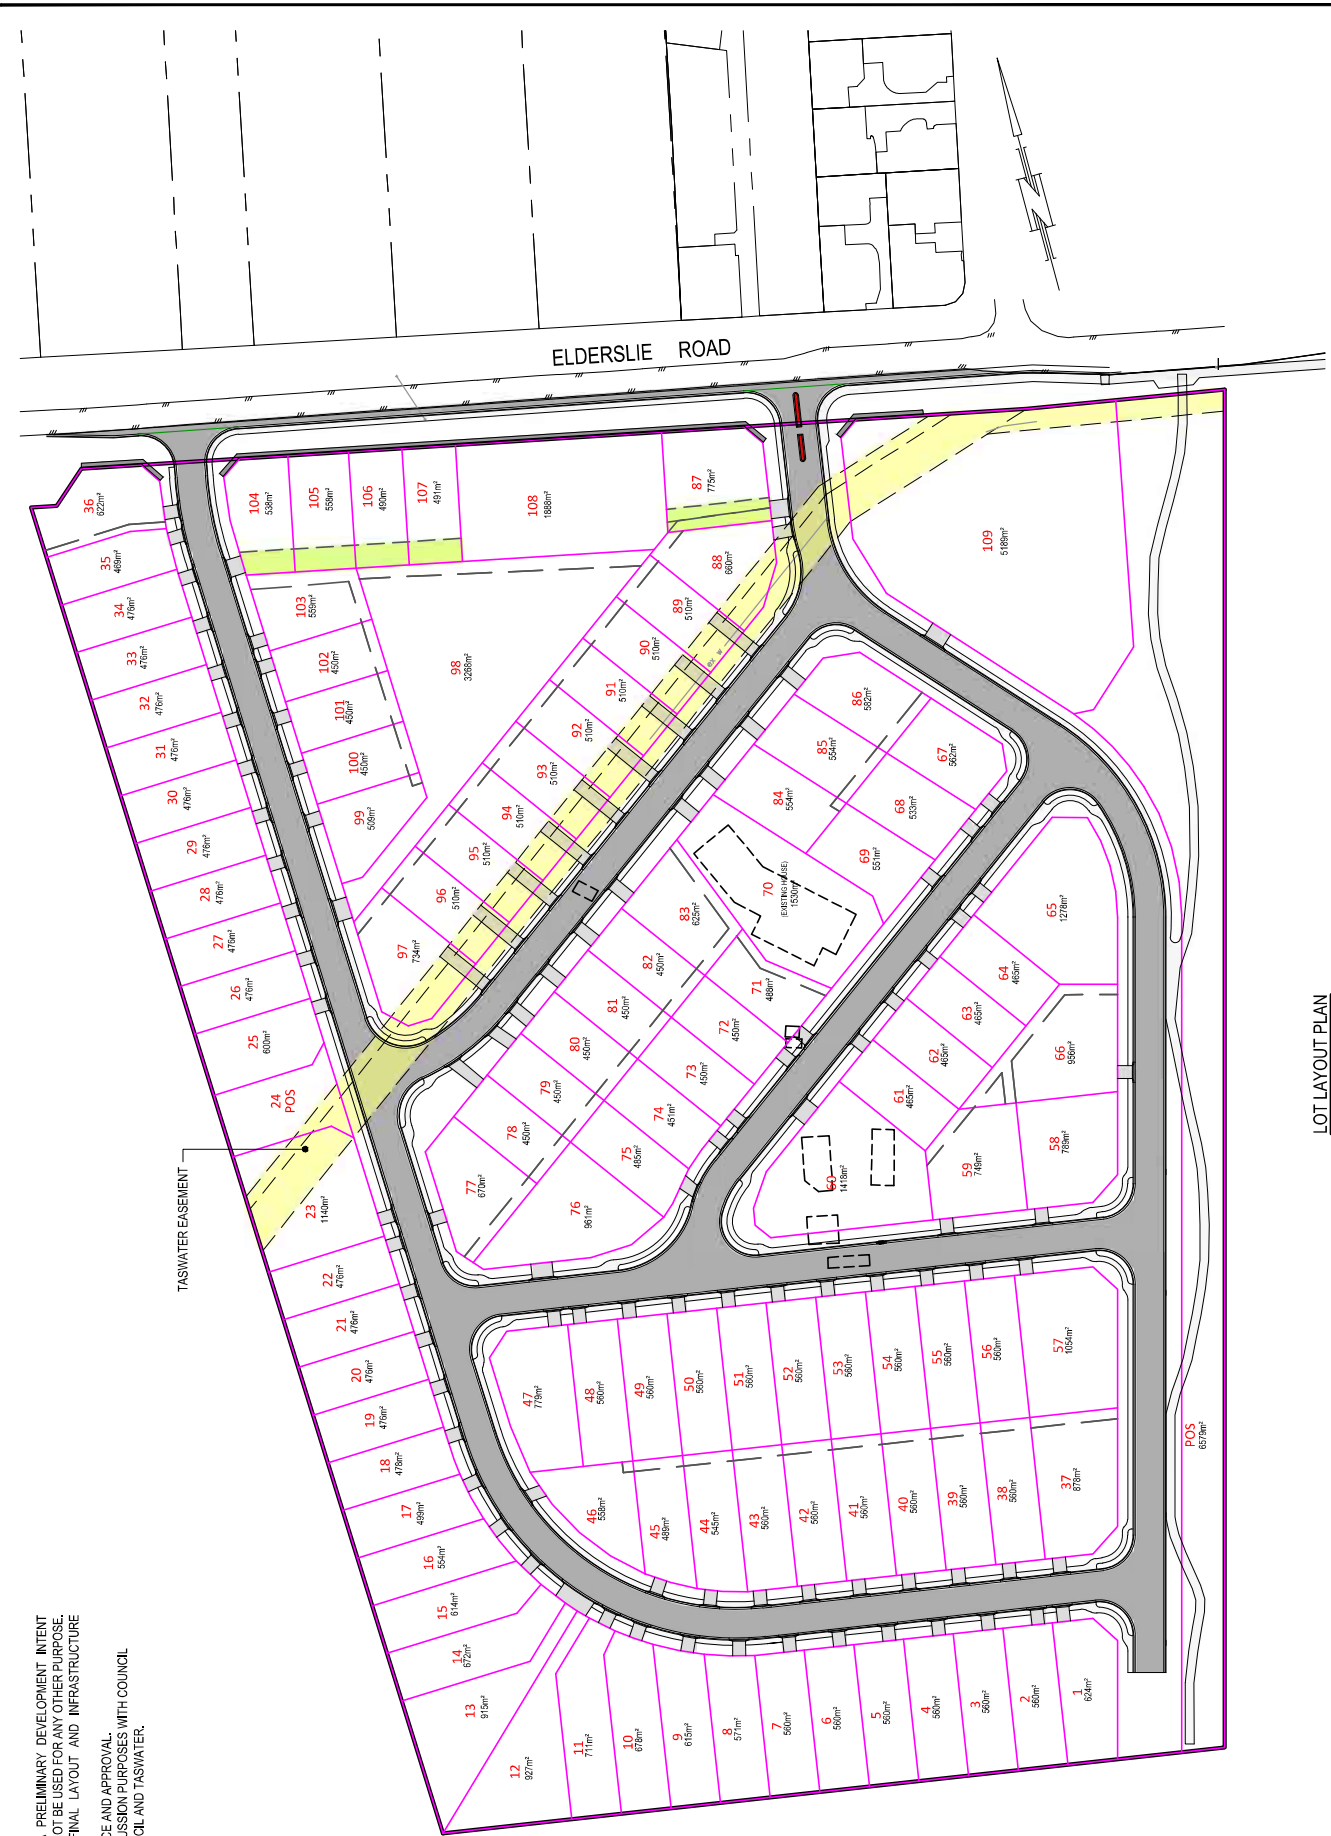 ELDERSLIE ROAD
36
622m²
35
469m²
34
476m²
33
476m²
32
476m²
31
476m²
30
476m²
29
476m²
28
476m²
27
476m²
26
476m²
25
600m²
24
POS
TASWATER EASEMENT
23
1140m²
22
476m²
21
476m²
20
476m²
19
476m²
18
478m²
17
499m²
16
554m²
15
614m²
14
672m²
13
915m²
12
927m²
11
711m²
10
678m²
9
615m²
8
571m²
7
560m²
6
560m²
5
560m²
4
560m²
3
560m²
2
560m²
1
624m²
104
538m²
105
559m²
106
490m²
107
491m²
108
1888m²
87
775m²
103
559m²
102
450m²
101
450m²
100
450m²
99
509m²
98
3268m²
88
660m²
89
510m²
90
510m²
91
510m²
92
510m²
93
510m²
94
510m²
95
510m²
96
510m²
97
734m²
ex w
109
5189m²
86
582m²
85
554m²
84
554m²
67
562m²
68
533m²
69
551m²
70
(EXISTING HOUSE)
1530m²
83
625m²
82
450m²
81
450m²
80
450m²
79
450m²
78
450m²
77
670m²
71
488m²
72
450m²
73
450m²
74
451m²
75
485m²
76
961m²
65
1278m²
64
465m²
63
465m²
62
465m²
61
465m²
66
956m²
60
1418m²
59
749m²
58
789m²
47
779m²
48
560m²
49
560m²
50
560m²
51
560m²
52
560m²
53
560m²
54
560m²
55
560m²
56
560m²
57
1054m²
46
558m²
45
489m²
44
545m²
43
560m²
42
560m²
41
560m²
40
560m²
39
560m²
38
560m²
37
878m²
POS
6579m²
PRELIMINARY DEVELOPMENT INTENT
OT BE USED FOR ANY OTHER PURPOSE.
FINAL LAYOUT AND INFRASTRUCTURE
CE AND APPROVAL.
USSION PURPOSES WITH COUNCIL
CIL AND TASWATER.
LOT LAYOUT PLAN